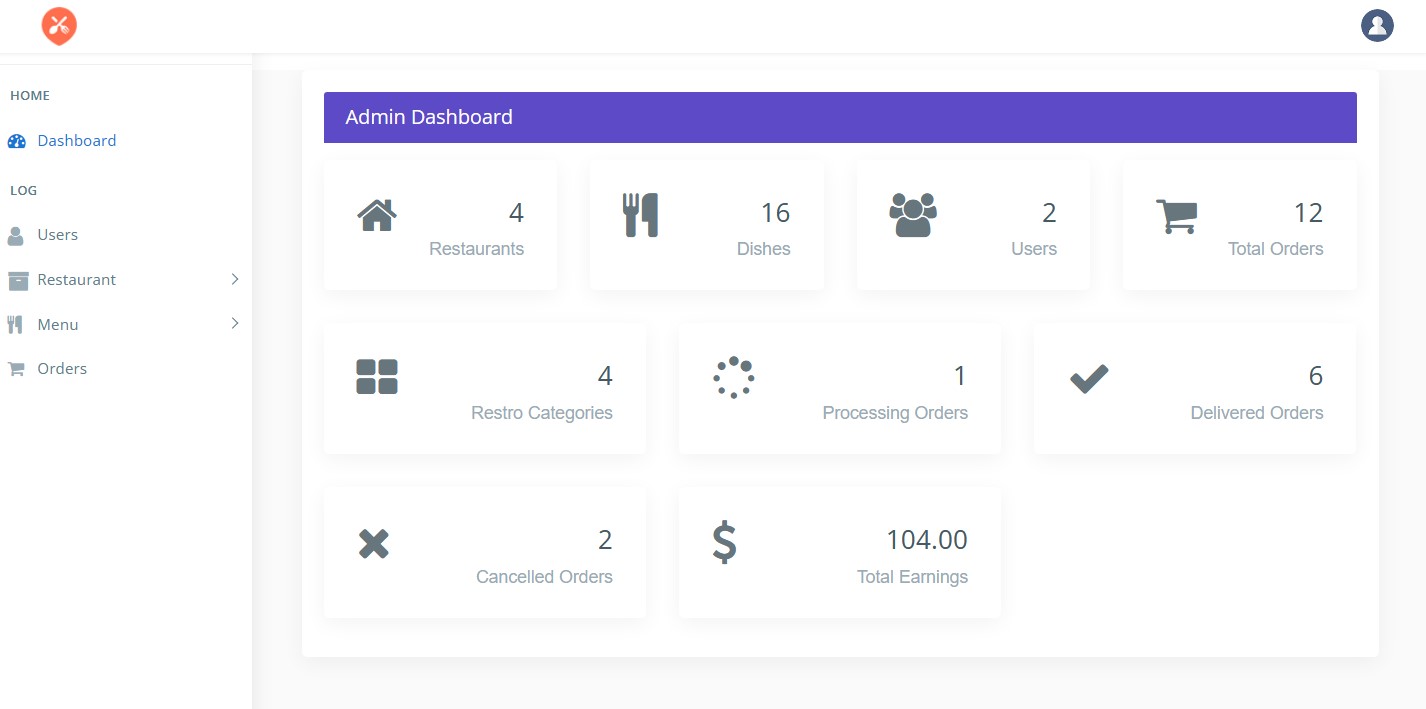 HOME
Dashboard
LOG
Users
Restaurant
Menu
Orders
Admin Dashboard
4
Restaurants
16
Dishes
2
Users
12
Total Orders
4
Restro Categories
1
Processing Orders
6
Delivered Orders
2
Cancelled Orders
104.00
Total Earnings